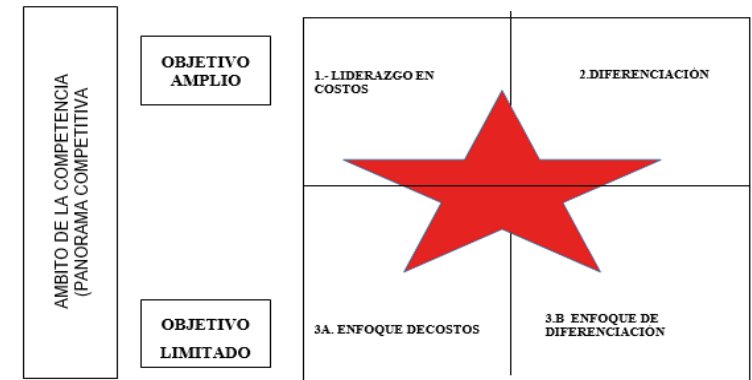 AMBITO DE LA COMPETENCIA
(PANORAMA COMPETITIVA
OBJETIVO
AMPLIO
1.- LIDERAZGO EN
COSTOS
2.DIFERENCIACIÓN
OBJETIVO
LIMITADO
3A. ENFOQUE DECOSTOS
3.B ENFOQUE DE
DIFERENCIACIÓN